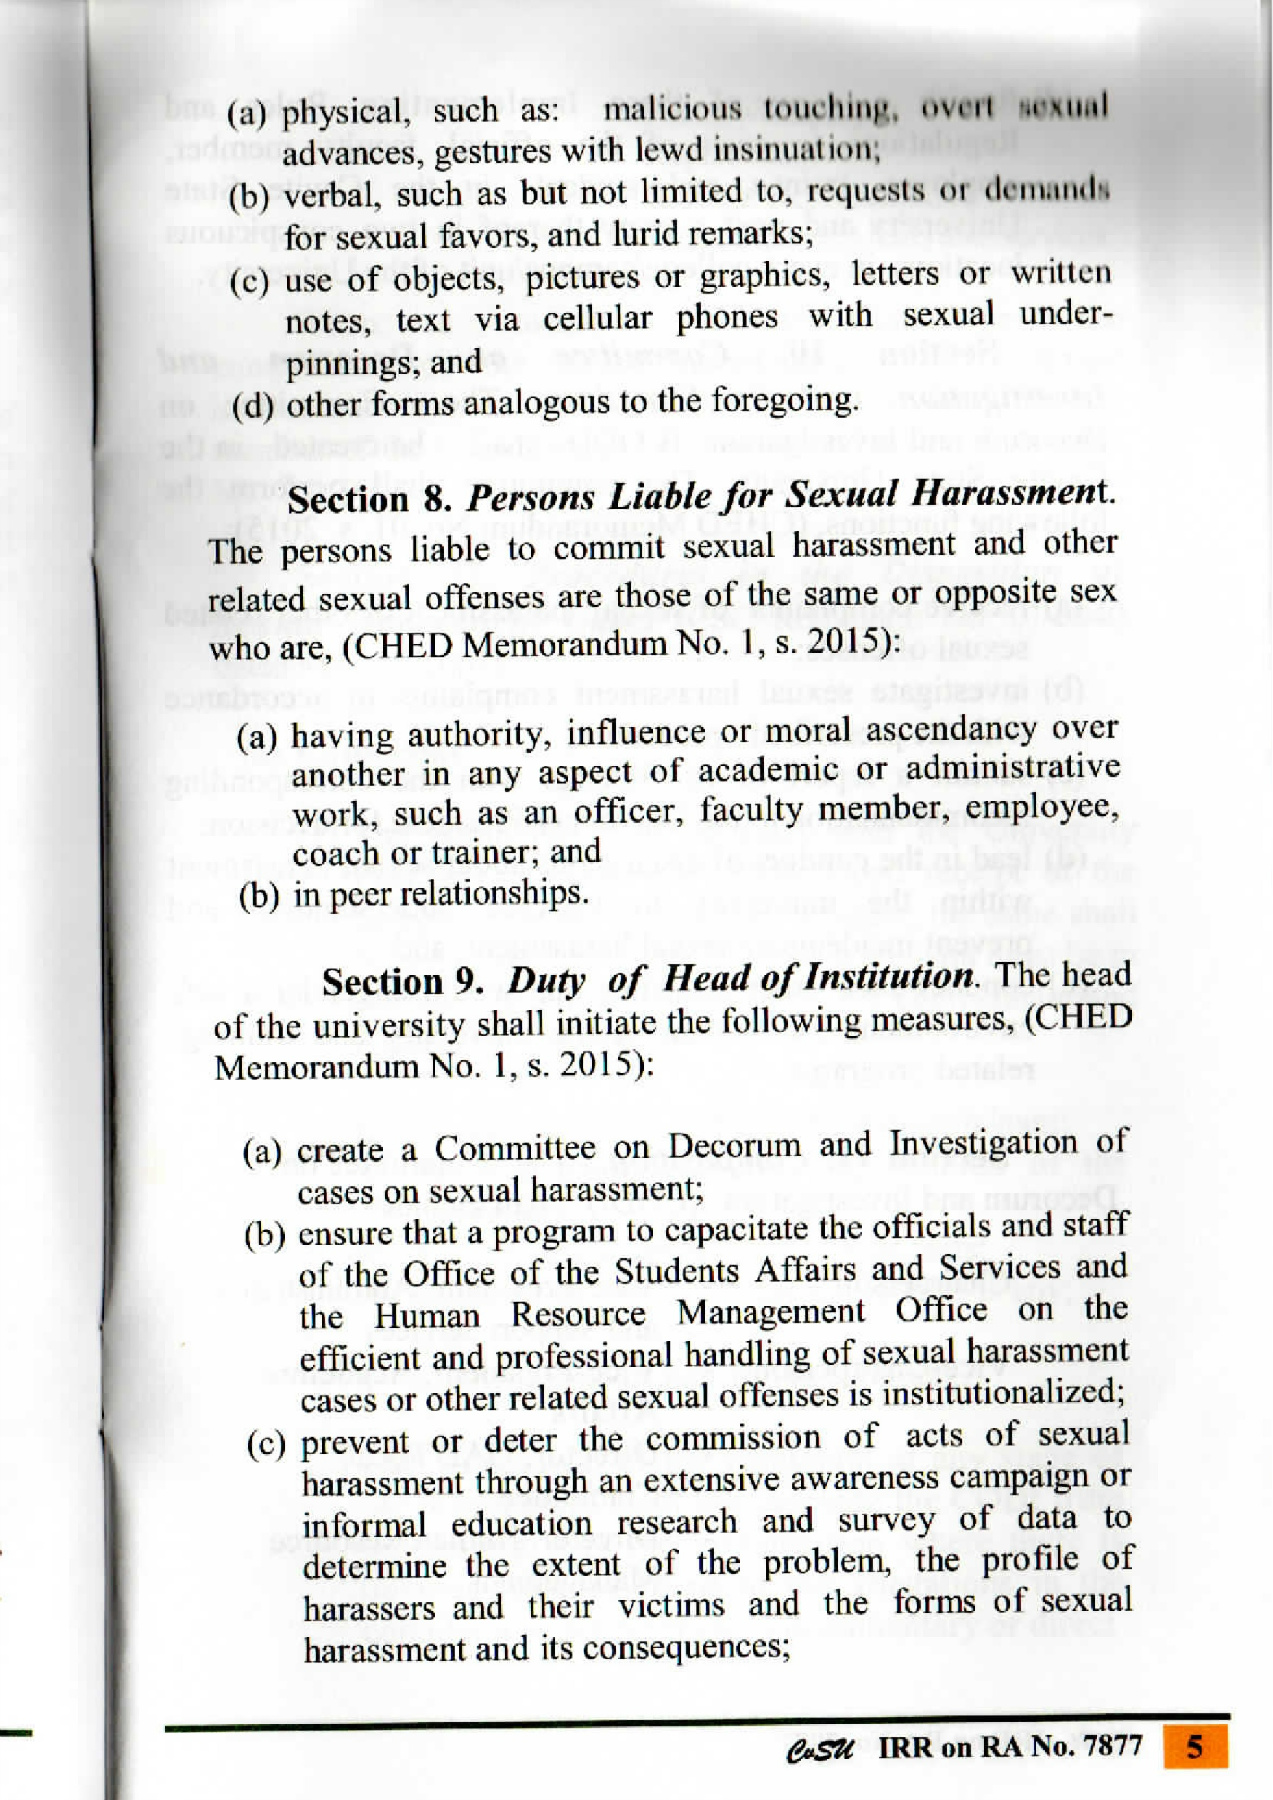 (a) physical, such as: malicious touching, overt sexual
advances, gestures with lewd insinuation;
(b) verbal, such as but not limited to, requests or demands
for sexual favors, and lurid remarks;
(c) use of objects, pictures or graphics, letters or written
notes, text via cellular phones with sexual under-
pinnings; and
(d) other forms analogous to the foregoing.
Section 8. Persons Liable for Sexual Harassment.
The persons liable to commit sexual harassment and other
related sexual offenses are those of the same or opposite sex
who are, (CHED Memorandum No. 1, s. 2015):
(a) having authority, influence or moral ascendancy over
another in any aspect of academic or administrative
work, such as an officer, faculty member, employee,
coach or trainer; and
(b) in peer relationships.
Section 9. Duty of Head of Institution. The head
of the university shall initiate the following measures, (CHED
Memorandum No. 1, s. 2015):
(a) create a Committee on Decorum and Investigation of
cases on sexual harassment;
(b) ensure that a program to capacitate the officials and staff
of the Office of the Students Affairs and Services and
the Human Resource Management Office on the
efficient and professional handling of sexual harassment
cases or other related sexual offenses is institutionalized;
(c) prevent or deter the commission of acts of sexual
harassment through an extensive awareness campaign or
informal education research and survey of data to
determine the extent of the problem, the profile of
harassers and their victims and the forms of sexual
harassment and its consequences;
CvSU IRR on RA No. 7877 5